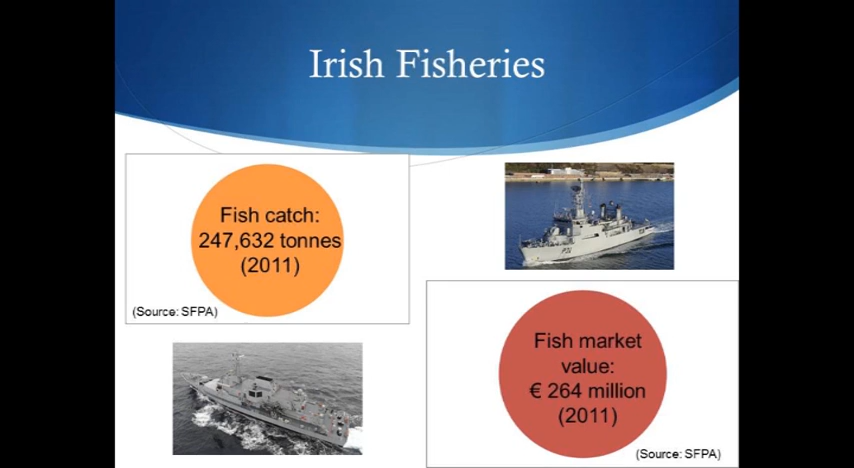 Irish Fisheries
Fish catch:
247,632 tonnes
(2011)
(Source: SFPA)
Fish market
value:
€ 264 million
(2011)
(Source: SFPA)